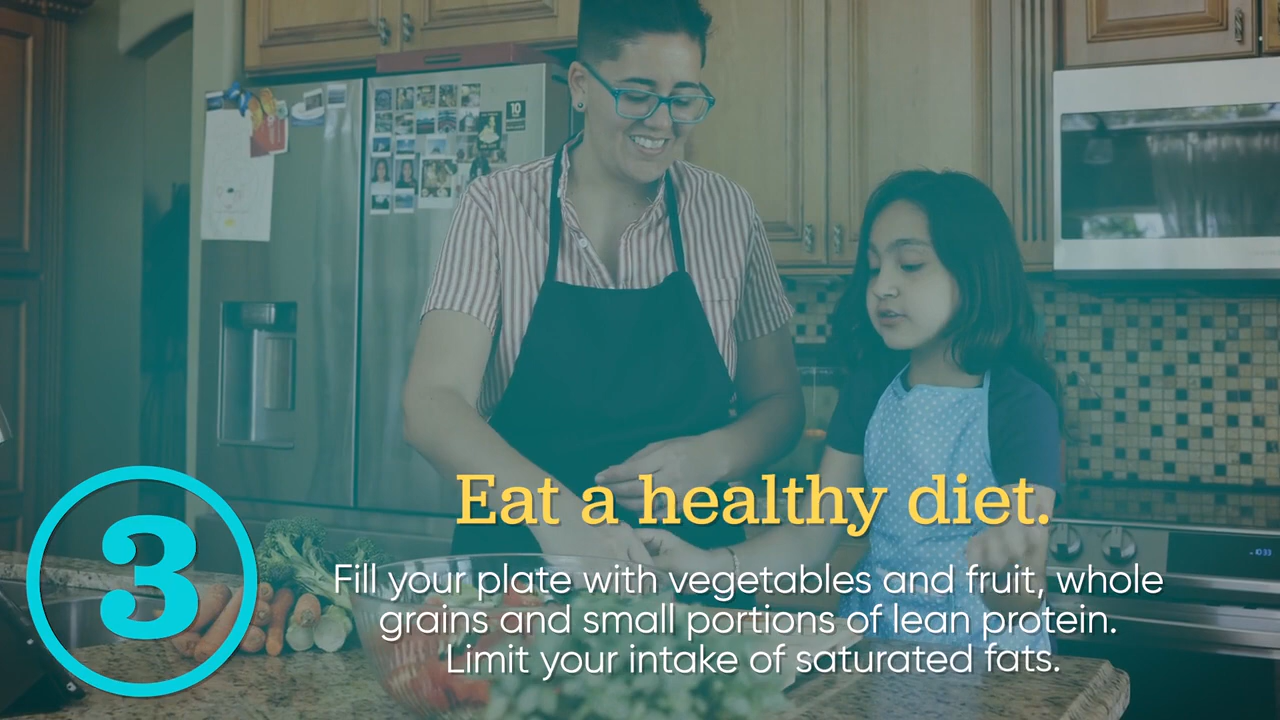 10
3
Eat a healthy diet.
Fill your plate with vegetables and fruit, whole
grains and small portions of lean protein.
Limit your intake of saturated fats.